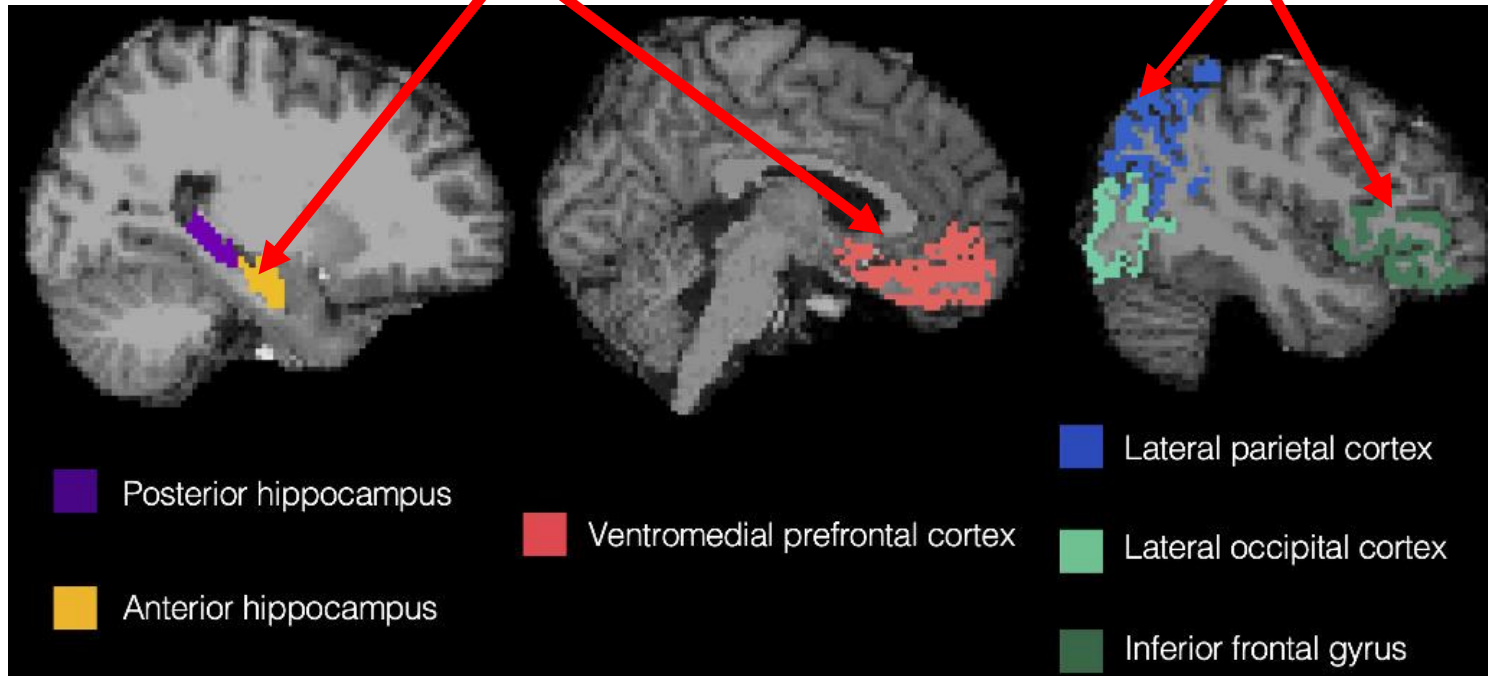 Posterior hippocampus
Anterior hippocampus
Ventromedial prefrontal cortex
Lateral parietal cortex
Lateral occipital cortex
Inferior frontal gyrus